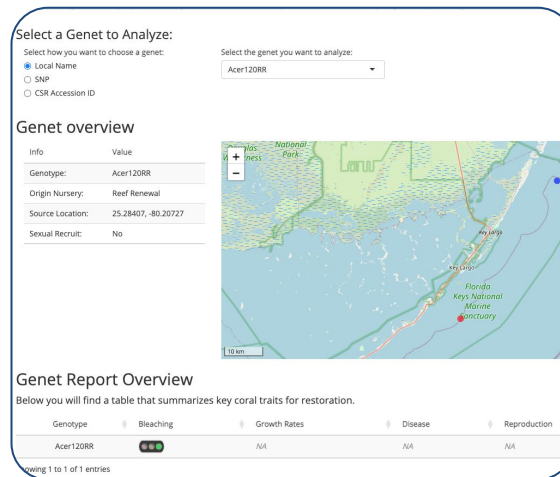 Select a Genet to Analyze:
Select how you want to choose a genet:
Select the genet you want to analyze:
Local Name
Acer120RR
SNP
CSR Accession ID
Genet overview
Info Value
Genotype: Acer120RR
Origin Nursery: Reef Renewal
Source Location: 25.28407, -80.20727
Sexual Recruit: No
+
−
National
Park
Key Largo
Key Largo
Florida
Keys National
Marine
Sanctuary
10 km
Genet Report Overview
Below you will find a table that summarizes key coral traits for restoration.
Genotype Bleaching Growth Rates Disease Reproduction
Acer120RR NA NA NA
owing 1 to 1 of 1 entries